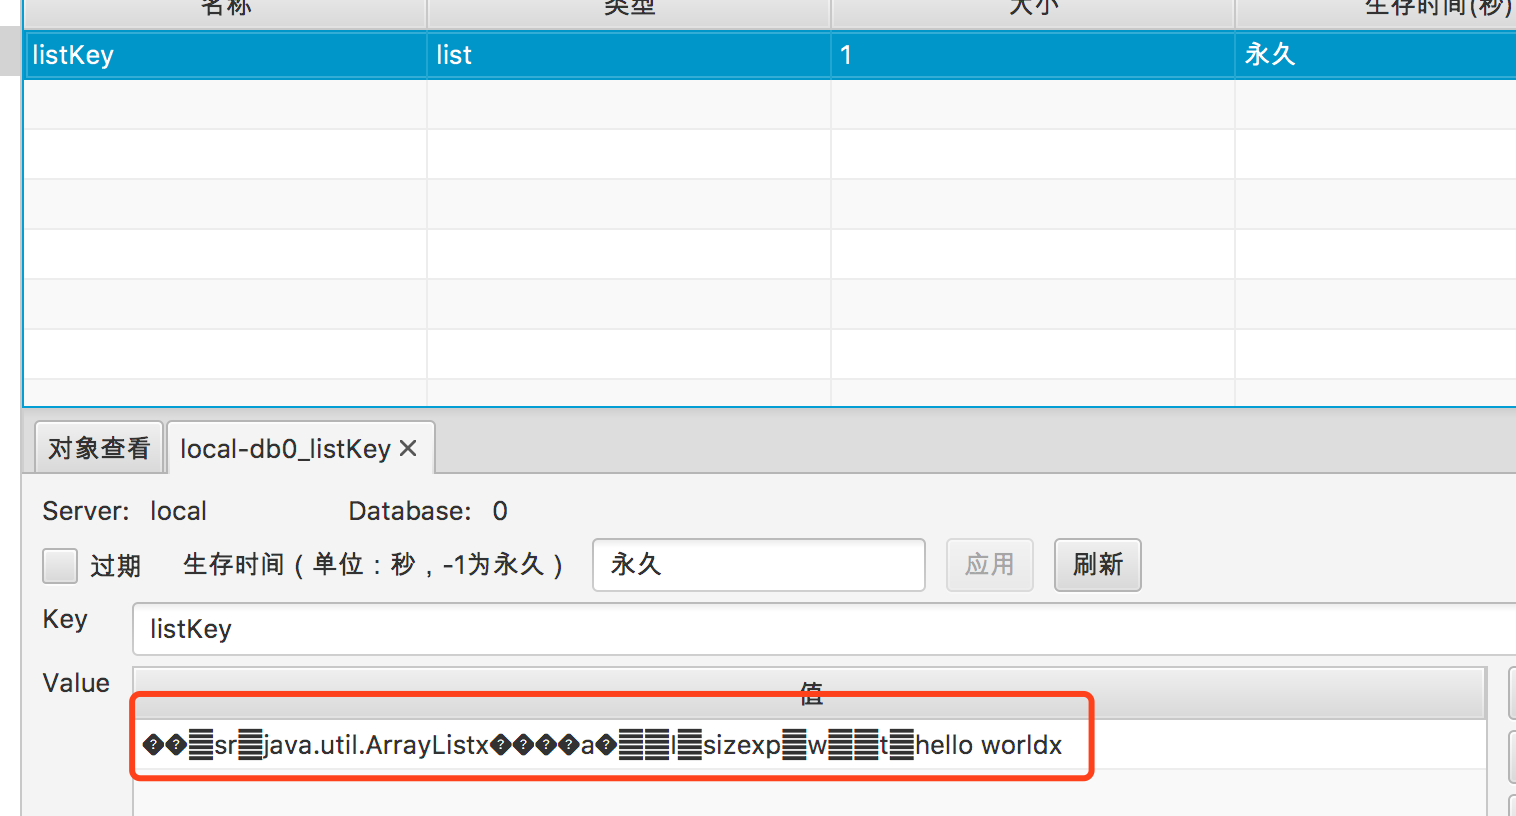 名称 类型 大小 生存时间(秒)
listKey list 1 永久
对象查看 local-db0_listKey
Server: local Database: 0
过期 生存时间（单位：秒，-1为永久） 永久 应用 刷新
Key listKey
Value 值
��▒sr▒java.util.ArrayListx����a�▒▒I▒sizexp▒w▒▒t▒hello worldx